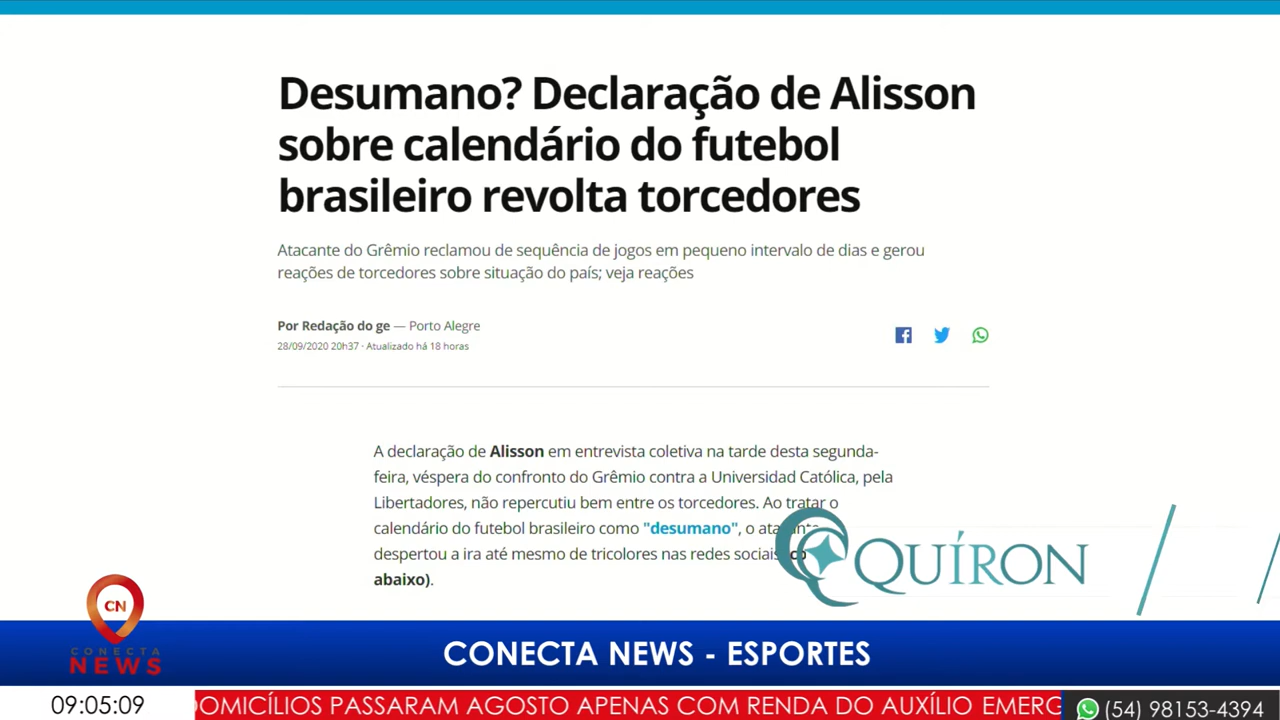 Desumano? Declaração de Alisson
sobre calendário do futebol
brasileiro revolta torcedores
Atacante do Grêmio reclamou de sequência de jogos em pequeno intervalo de dias e gerou
reações de torcedores sobre situação do país; veja reações
Por Redação do ge — Porto Alegre
28/09/2020 20h37 · Atualizado há 18 horas
A declaração de Alisson em entrevista coletiva na tarde desta segunda-
feira, véspera do confronto do Grêmio contra a Universidad Católica, pela
Libertadores, não repercutiu bem entre os torcedores. Ao tratar o
calendário do futebol brasileiro como "desumano", o
despertou a ira até mesmo de tricolores nas redes sociais
abaixo).
QUÍRON
CN
CONECTA
NEWS
CONECTA NEWS - ESPORTES
09:05:09
DOMICÍLIOS PASSARAM AGOSTO APENAS COM RENDA DO AUXÍLIO EMERG
(54) 98153-4394